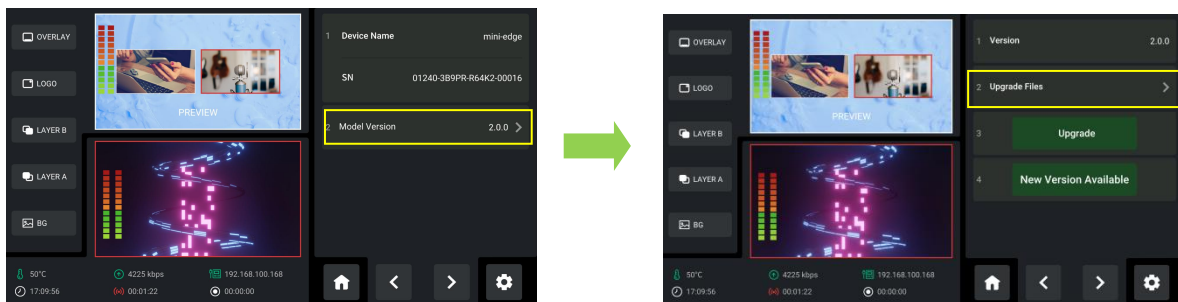 OVERLAY
LOGO
LAYER B
LAYER A
BG
PREVIEW
1 Device Name mini-edge
SN 01240-3B9PR-R64K2-00016
2 Model Version 2.0.0
50°C 4225 kbps 192.168.100.168
17:09:56 00:01:22 00:00:00
OVERLAY
LOGO
LAYER B
LAYER A
BG
PREVIEW
1 Version 2.0.0
2 Upgrade Files
3 Upgrade
4 New Version Available
50°C 4225 kbps 192.168.100.168
17:09:56 00:01:22 00:00:00